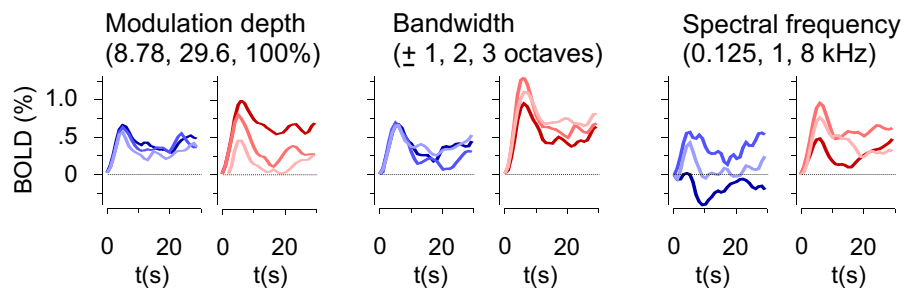 Modulation depth
(8.78, 29.6, 100%)
Bandwidth
(± 1, 2, 3 octaves)
Spectral frequency
(0.125, 1, 8 kHz)
BOLD (%)
1.0
.5
0
0 20
t(s)
0 20
t(s)
0 20
t(s)
0 20
t(s)
0 20
t(s)
0 20
t(s)